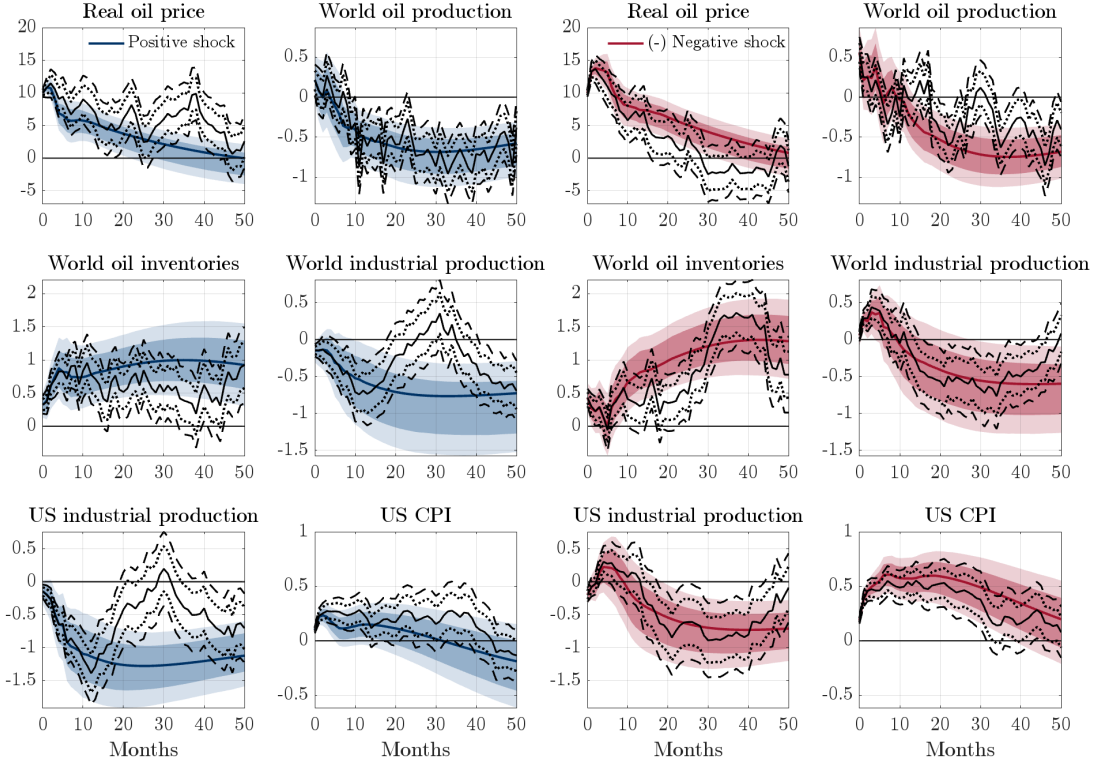 Real oil price World oil production Real oil price World oil production
20 15 10 5 0 -5
Positive shock
0 10 20 30 40 50
0.5 0 -0.5 -1
0 10 20 30 40 50
20 15 10 5 0 -5
(-) Negative shock
0 10 20 30 40 50
0.5 0 -0.5 -1
0 10 20 30 40 50
World oil inventories World industrial production World oil inventories World industrial production
2 1.5 1 0.5 0
0 10 20 30 40 50
0.5 0 -0.5 -1 -1.5
0 10 20 30 40 50
2 1.5 1 0.5 0
0 10 20 30 40 50
0.5 0 -0.5 -1 -1.5
0 10 20 30 40 50
US industrial production US CPI US industrial production US CPI
0.5 0 -0.5 -1 -1.5
0 10 20 30 40 50
Months
1 0.5 0 -0.5
0 10 20 30 40 50
Months
0.5 0 -0.5 -1 -1.5
0 10 20 30 40 50
Months
1 0.5 0 -0.5
0 10 20 30 40 50
Months